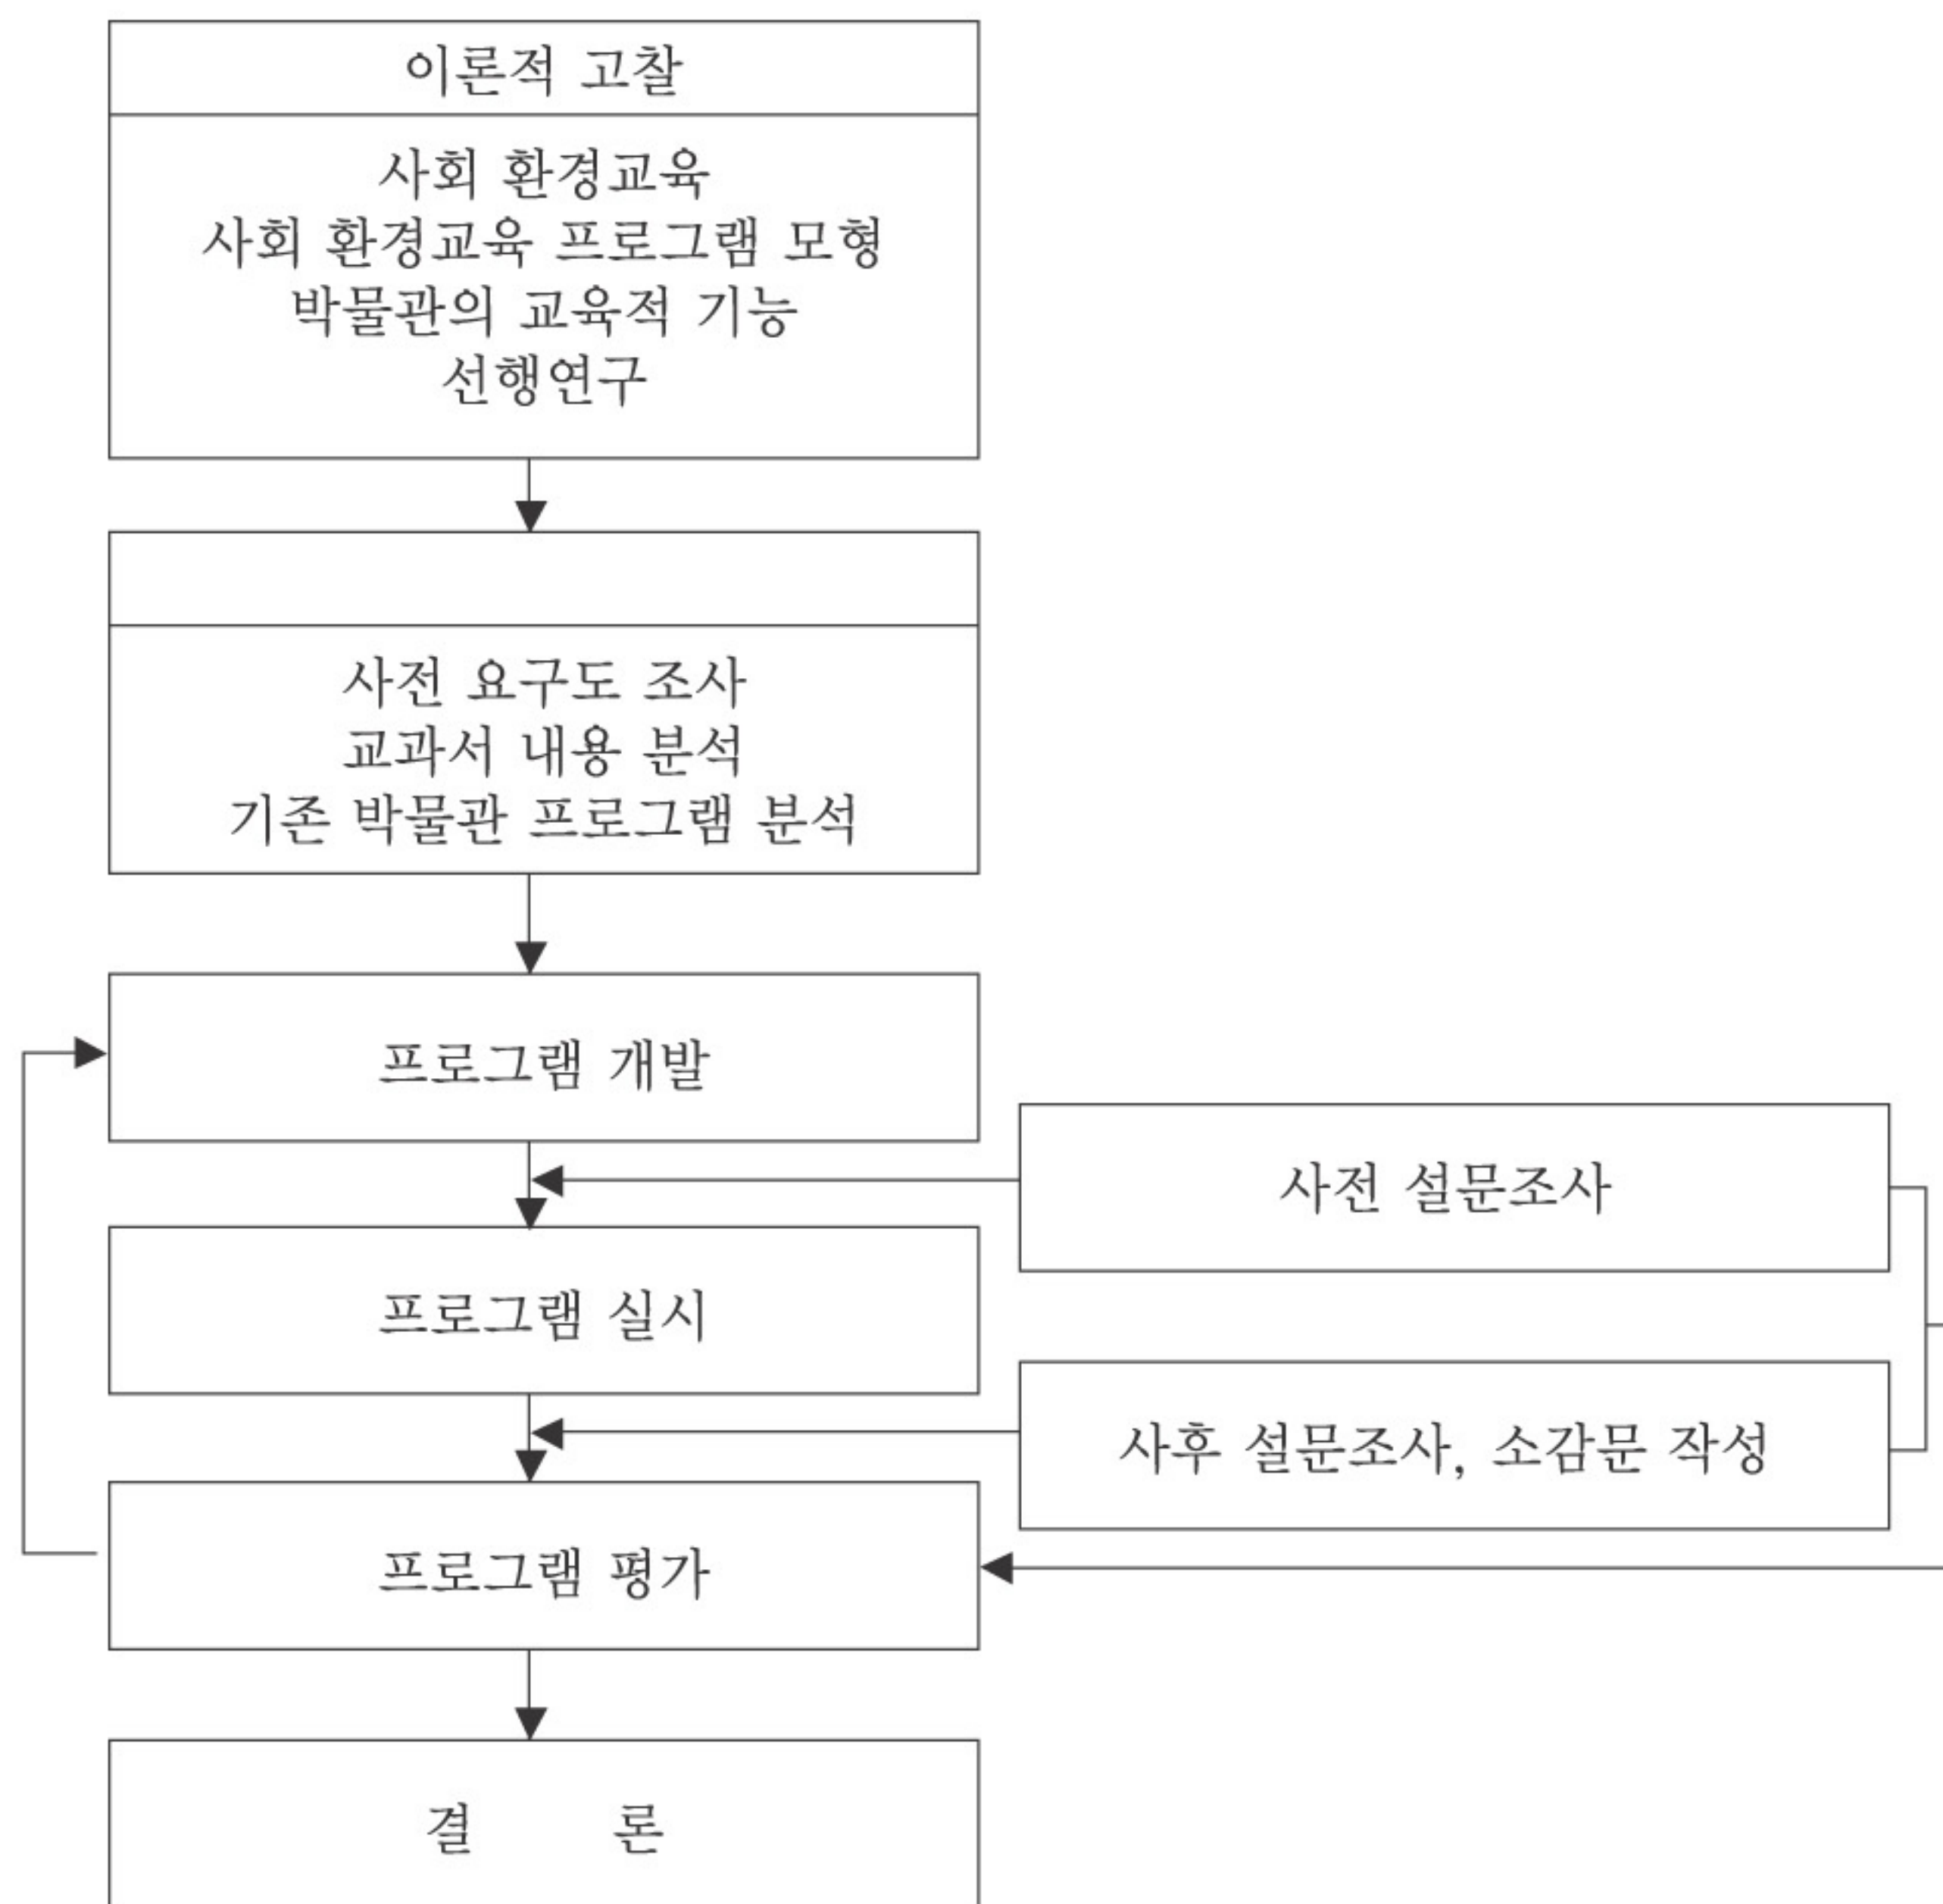 이론적 고찰
사회 환경교육
사회 환경교육 프로그램 모형
박물관의 교육적 기능
선행연구
사전 요구도 조사
교과서 내용 분석
기존 박물관 프로그램 분석
프로그램 개발
사전 설문조사
프로그램 실시
사후 설문조사, 소감문 작성
프로그램 평가
결 론